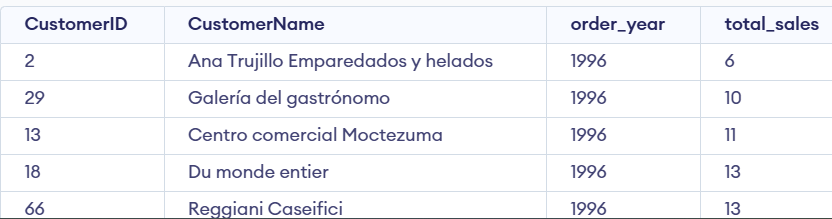 CustomerID CustomerName order_year total_sales
2 Ana Trujillo Emparedados y helados 1996 6
29 Galería del gastrónomo 1996 10
13 Centro comercial Moctezuma 1996 11
18 Du monde entier 1996 13
66 Reggiani Caseifici 1996 13